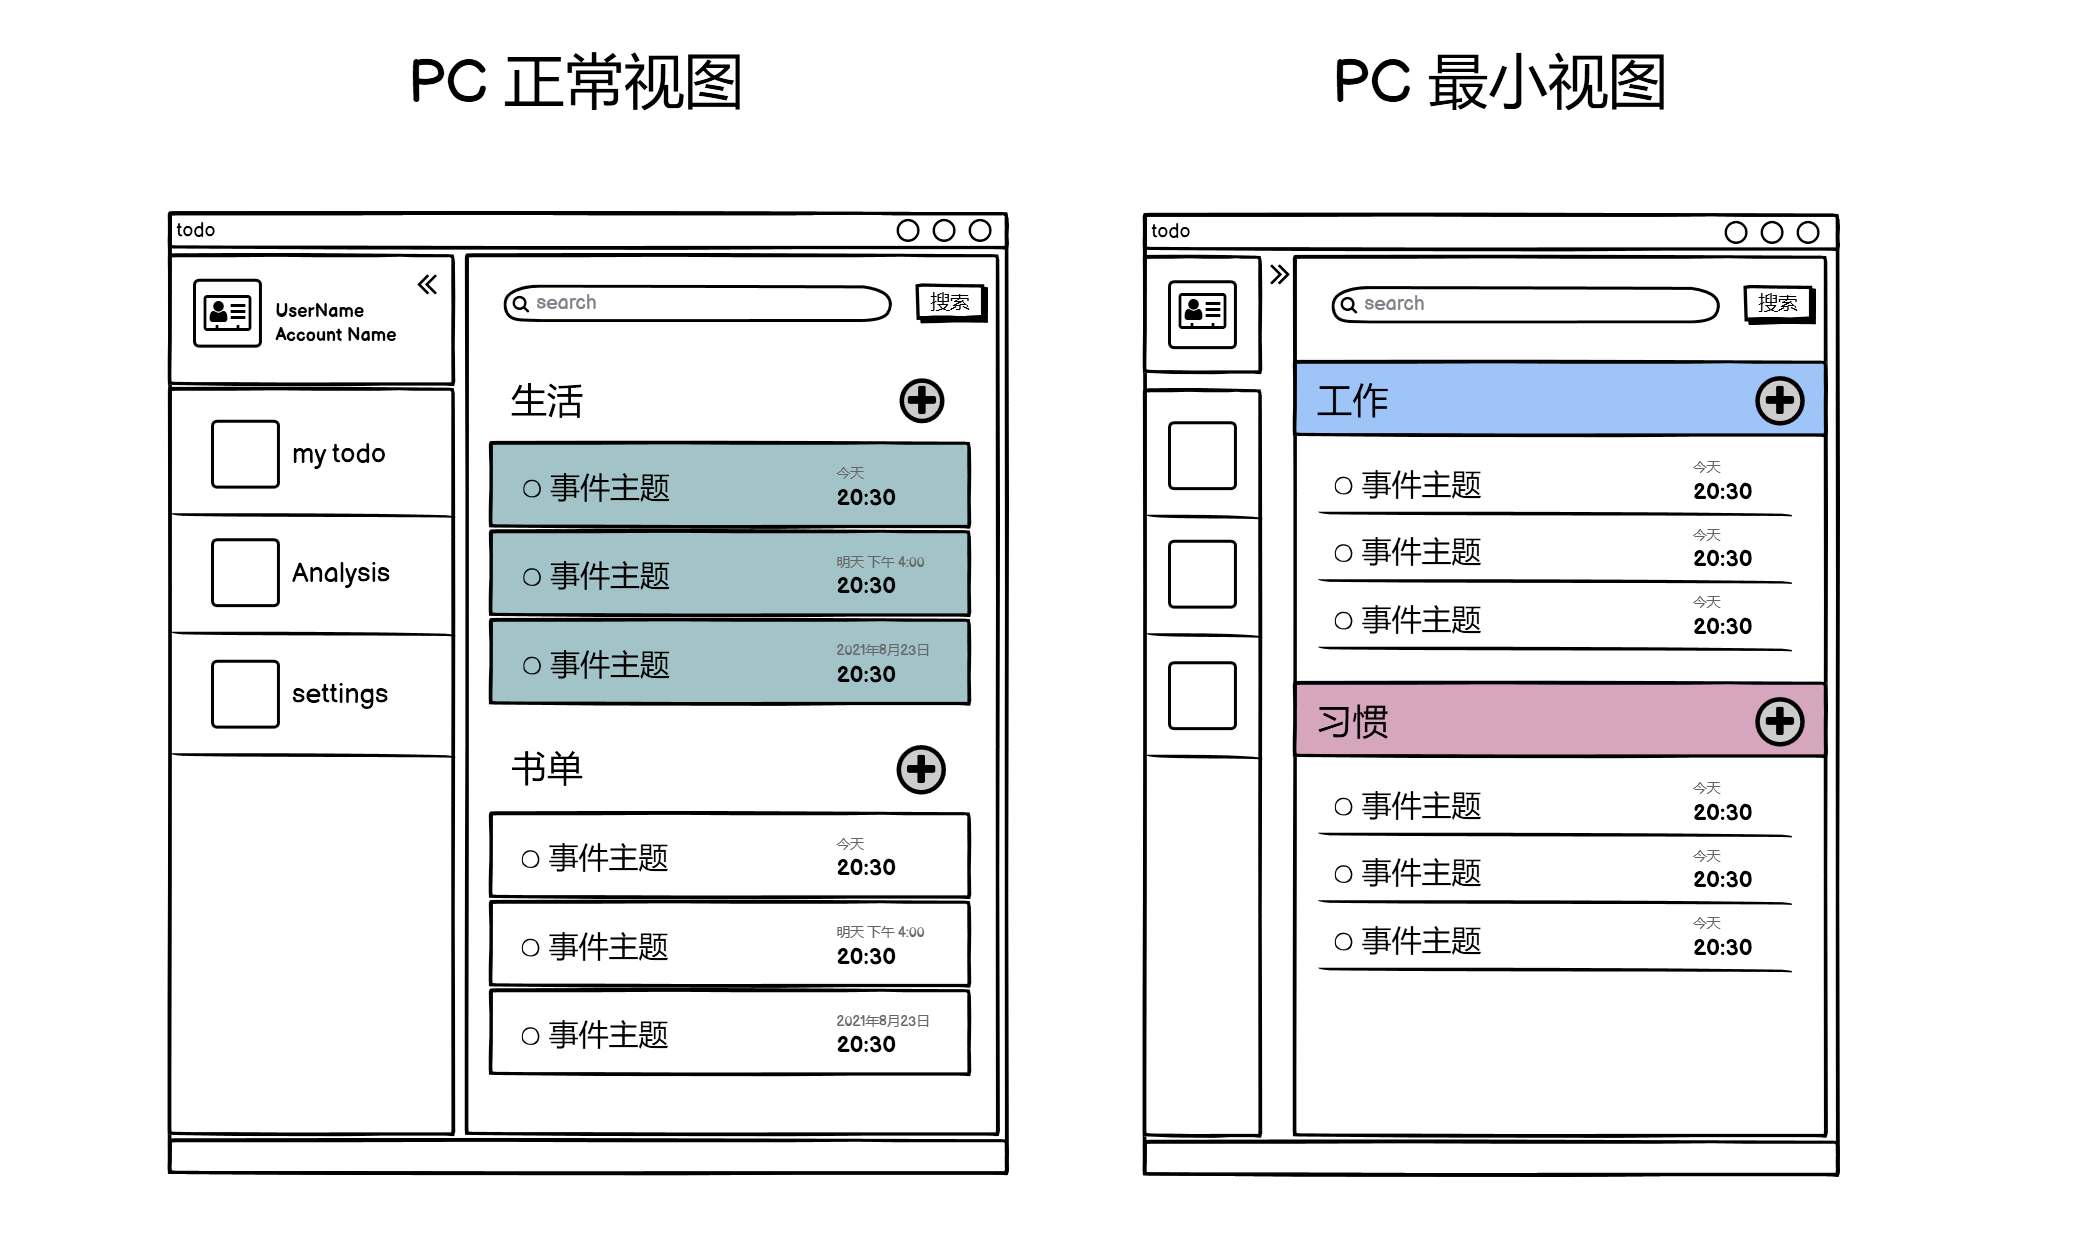 PC 正常视图
todo
UserName
Account Name
my todo
Analysis
settings
search
搜索
生活
事件主题
今天
20:30
事件主题
明天 下午 4:00
20:30
事件主题
2021年8月23日
20:30
书单
事件主题
今天
20:30
事件主题
明天 下午 4:00
20:30
事件主题
2021年8月23日
20:30
PC 最小视图
todo
search
搜索
工作
事件主题
今天
20:30
事件主题
今天
20:30
事件主题
今天
20:30
习惯
事件主题
今天
20:30
事件主题
今天
20:30
事件主题
今天
20:30